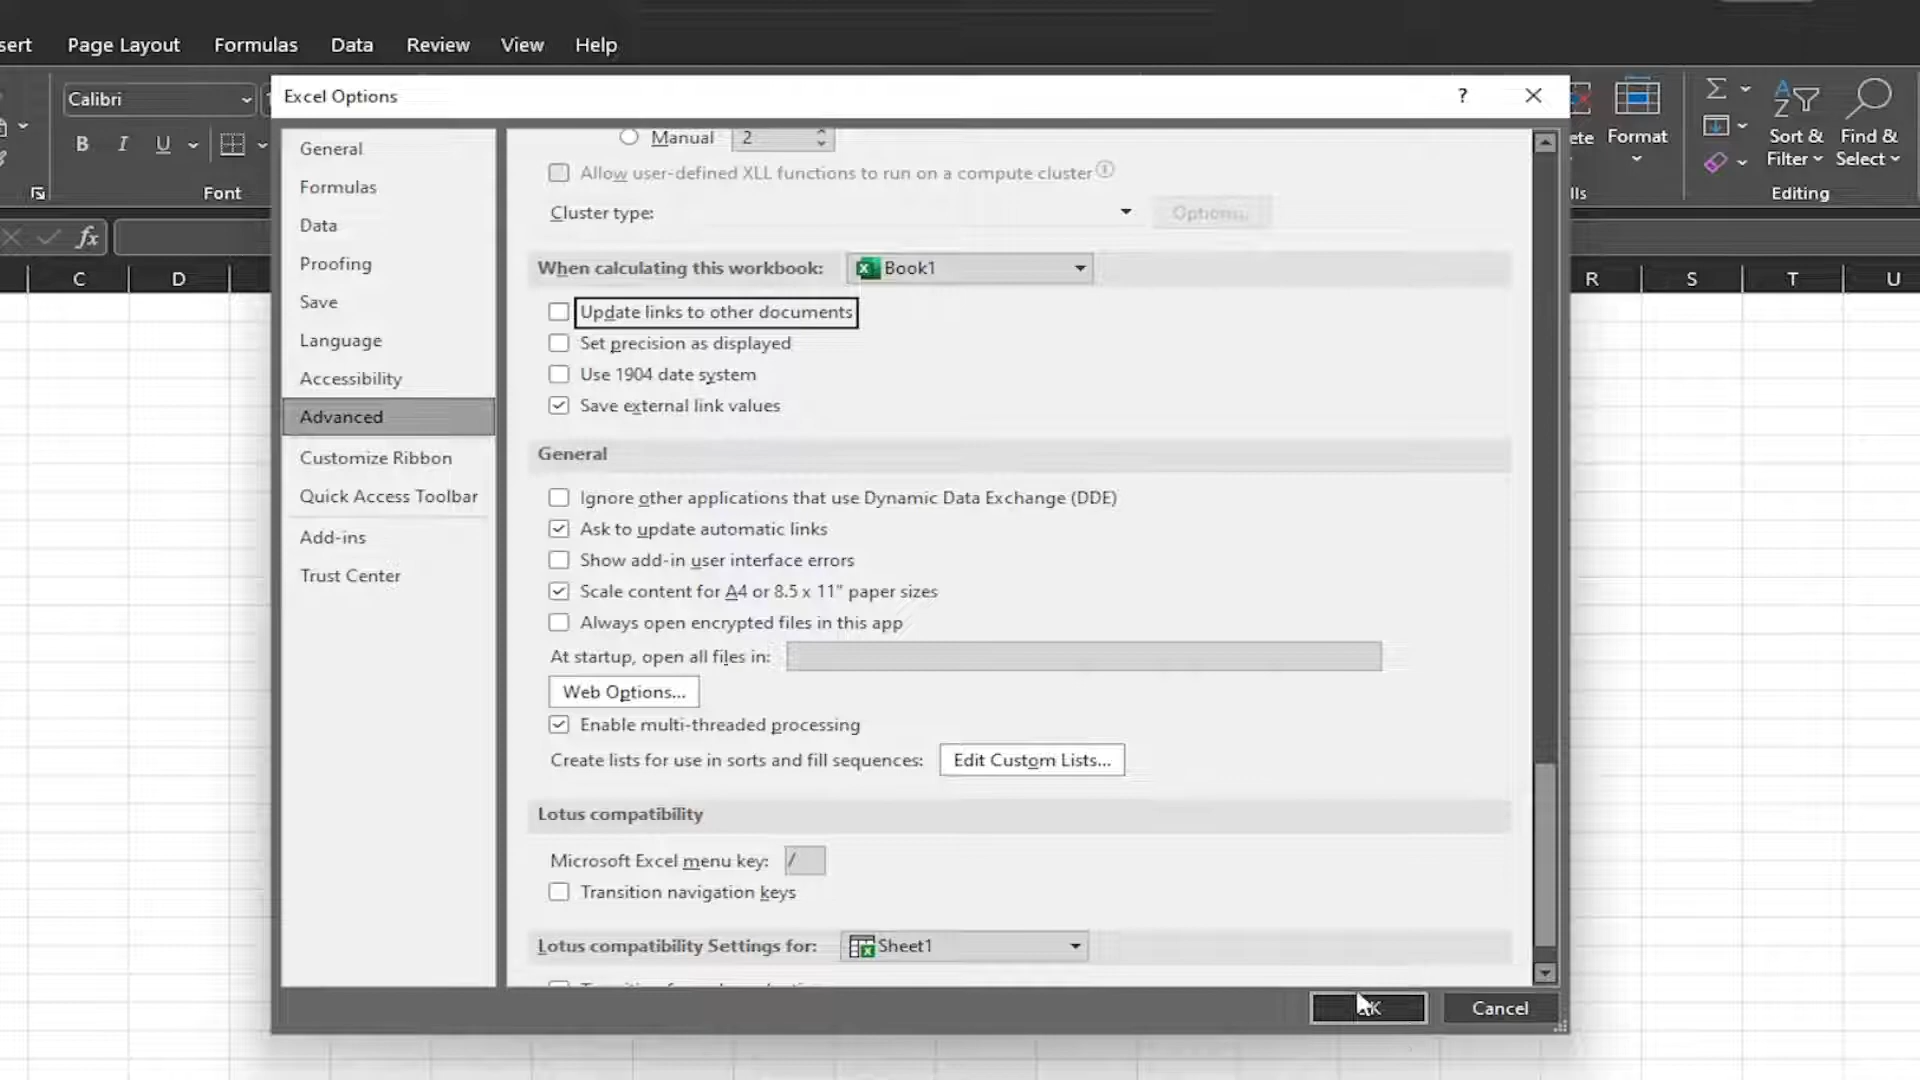 sert Page Layout Formulas Data Review View Help
Calibri
B I U
Font
fx
ete Format
Sort & Filter
Find & Select
lls
Editing
C D R S T U
Excel Options
?
General
Formulas
Data
Proofing
Save
Language
Accessibility
Advanced
Customize Ribbon
Quick Access Toolbar
Add-ins
Trust Center
Manual 2
Allow user-defined XLL functions to run on a compute cluster
Cluster type: Options...
When calculating this workbook: Book1
Update links to other documents
Set precision as displayed
Use 1904 date system
Save external link values
General
Ignore other applications that use Dynamic Data Exchange (DDE)
Ask to update automatic links
Show add-in user interface errors
Scale content for A4 or 8.5 x 11" paper sizes
Always open encrypted files in this app
At startup, open all files in:
Web Options...
Enable multi-threaded processing
Create lists for use in sorts and fill sequences: Edit Custom Lists...
Lotus compatibility
Microsoft Excel menu key: /
Transition navigation keys
Lotus compatibility Settings for: Sheet1
Cancel